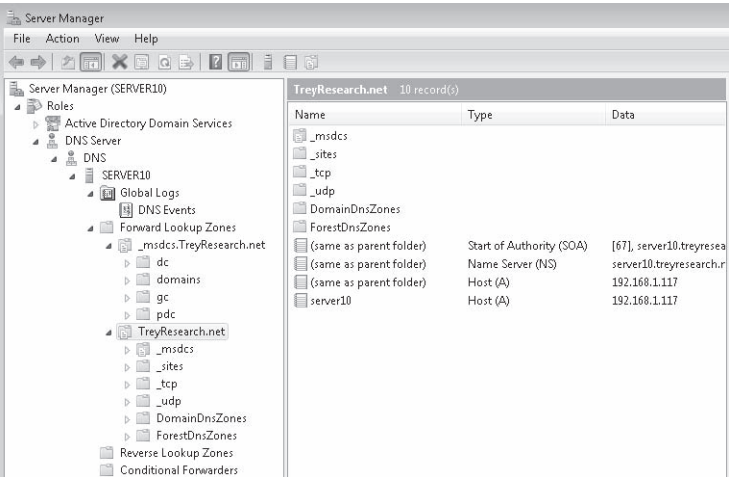 Server Manager
File Action View Help
Server Manager (SERVER10)
Roles
Active Directory Domain Services
DNS Server
DNS
SERVER10
Global Logs
DNS Events
Forward Lookup Zones
_msdcs.TreyResearch.net
dc
domains
gc
pdc
TreyResearch.net
_msdcs
_sites
_tcp
_udp
DomainDnsZones
ForestDnsZones
Reverse Lookup Zones
Conditional Forwarders
TreyResearch.net 10 record(s)
Name Type Data
_msdcs
_sites
_tcp
_udp
DomainDnsZones
ForestDnsZones
(same as parent folder) Start of Authority (SOA) [67], server10.treyresea
(same as parent folder) Name Server (NS) server10.treyresearch.r
(same as parent folder) Host (A) 192.168.1.117
server10 Host (A) 192.168.1.117